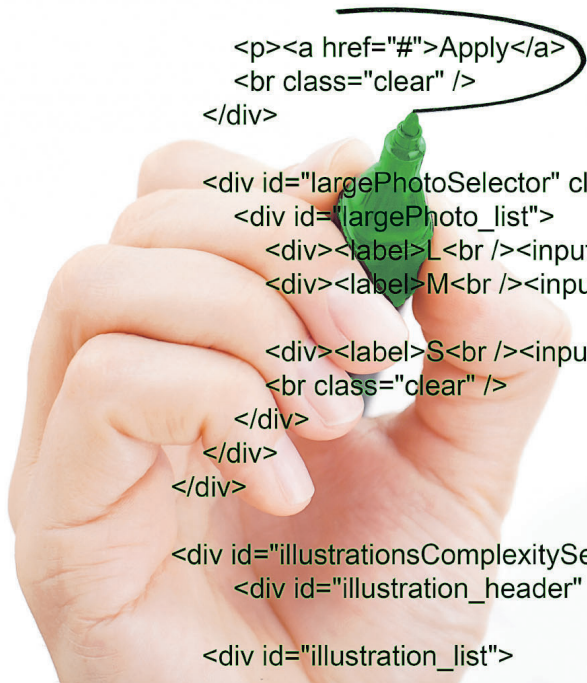 <p><a href="#">Apply</a>
<br class="clear" />
</div>
<div id="largePhotoSelector" cl
<div id="largePhoto_list">
<div><label>L<br /><input
<div><label>M<br /><inpu
<div><label>S<br /><input
<br class="clear" />
</div>
</div>
</div>
<div id="illustrationsComplexitySe
<div id="illustration_header"
<div id="illustration_list">